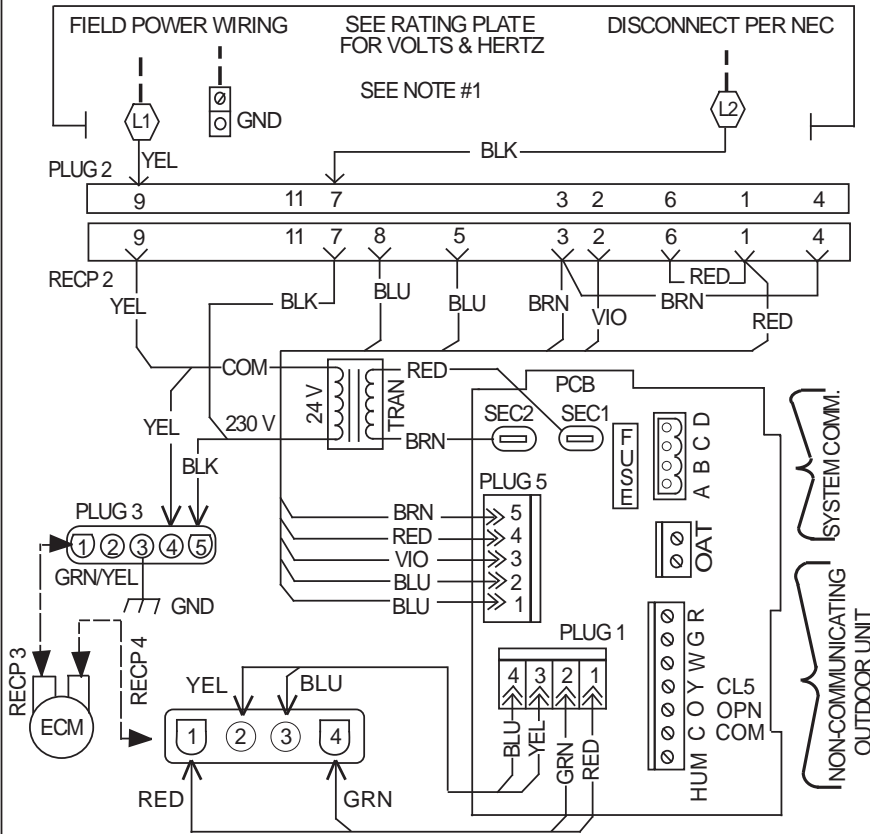 FIELD POWER WIRING
SEE RATING PLATE
FOR VOLTS & HERTZ
DISCONNECT PER NEC
SEE NOTE #1
L1
GND
L2
YEL
BLK
PLUG 2
9 11 7 3 2 6 1 4
9 11 7 8 5 3 2 6 1 4
RECP 2
YEL
BLK
BLU
BLU
BRN
VIO
RED
BRN
RED
COM
24 V
TRAN
RED
PCB
230 V
BRN
SEC2
SEC1
FUSE
A B C D
SYSTEM COMM.
YEL
BLK
PLUG 3
1 2 3 4 5
GRN/YEL
GND
PLUG 5
BRN 5
RED 4
VIO 3
BLU 2
BLU 1
OAT
PLUG 1
4 3 2 1
BLU
YEL
GRN
RED
HUM C O Y W G R
CL5
OPN
COM
NON-COMMUNICATING
OUTDOOR UNIT
RECP 3
RECP 4
ECM
YEL
BLU
1 2 3 4
RED
GRN